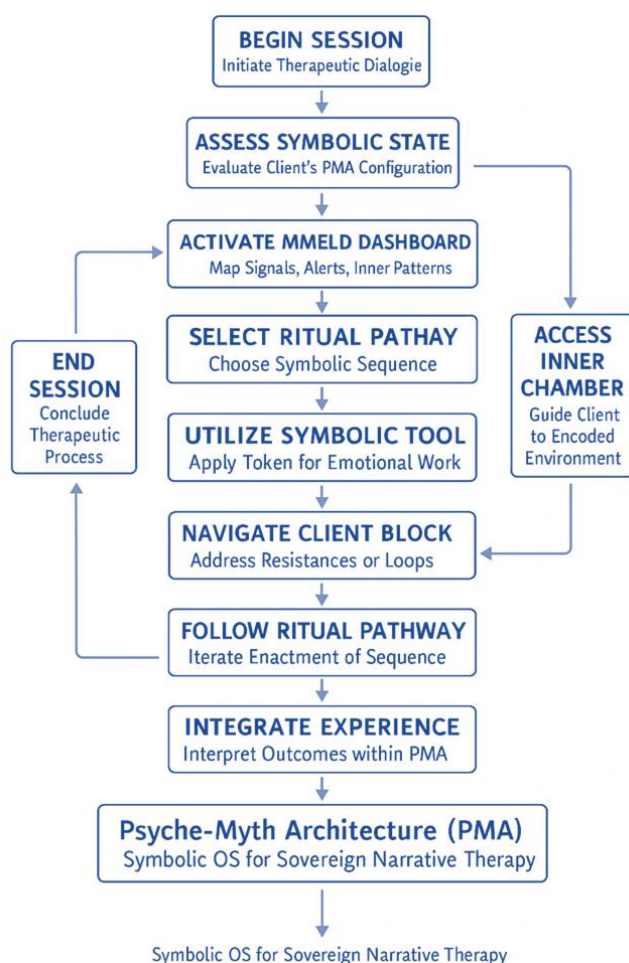 BEGIN SESSION
Initiate Therapeutic Dialogie
ASSESS SYMBOLIC STATE
Evaluate Client's PMA Configuration
ACTIVATE MMELD DASHBOARD
Map Signals, Alerts, Inner Patterns
SELECT RITUAL PATHAY
Choose Symbolic Sequence
END
SESSION
Conclude
Therapeutic
Process
ACCESS
INNER
CHAMBER
Guide Client
to Encoded
Environment
UTILIZE SYMBOLIC TOOL
Apply Token for Emotional Work
NAVIGATE CLIENT BLOCK
Address Resistances or Loops
FOLLOW RITUAL PATHWAY
Iterate Enactment of Sequence
INTEGRATE EXPERIENCE
Interpret Outcomes within PMA
Psyche-Myth Architecture (PMA)
Symbolic OS for Sovereign Narrative Therapy
Symbolic OS for Sovereign Narrative Therapy